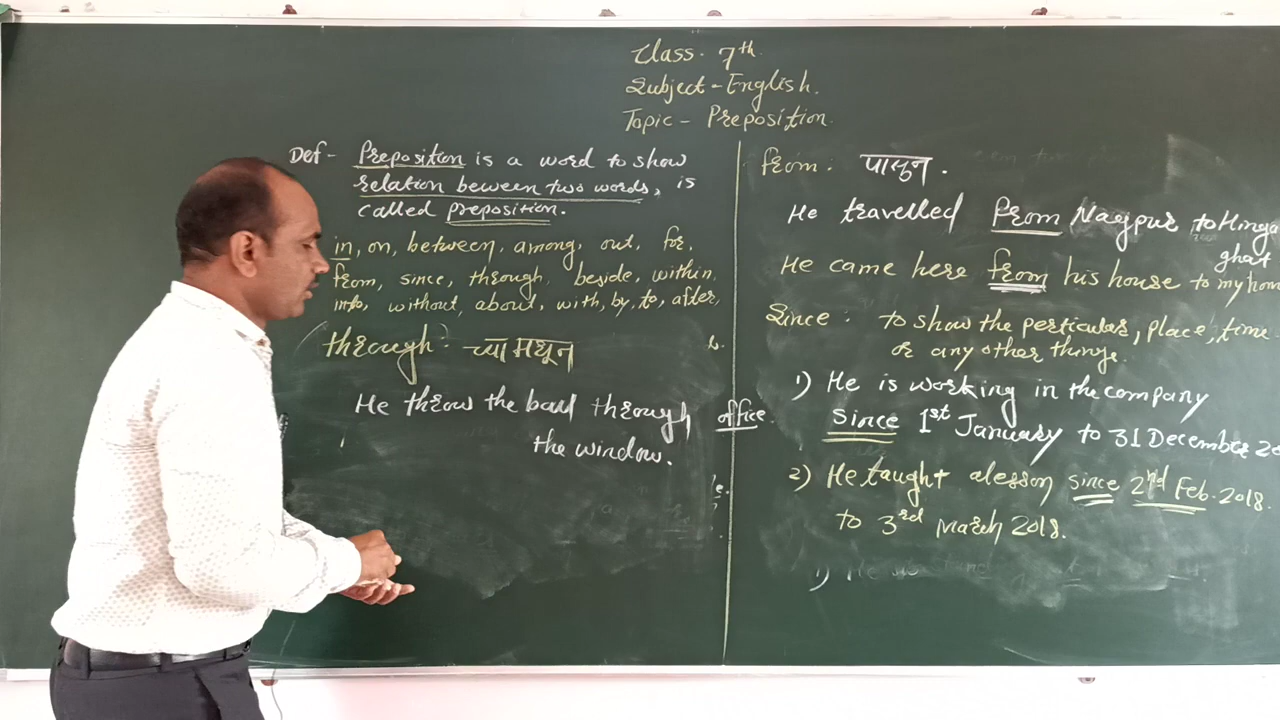 Class. 7th
Subject - English.
Topic - Preposition.
Def - Preposition is a word to show
relation beween two words, is
called preposition.
in, on, between, among, out, for,
from, since, through, beside, within,
into, without, about, with, by, to, after,
through: च्या मधून
He throw the ball through
the window.
office.
from: पासुन.
He travelled From Nagpur to Hinga
ghat
He came here from his house to my hom
Since: to show the perticular, place, time
or any other things.
1) He is working in the company
since 1st January to 31 December 20
2) He taught a lesson since 2nd Feb. 2018.
to 3rd March 2018.